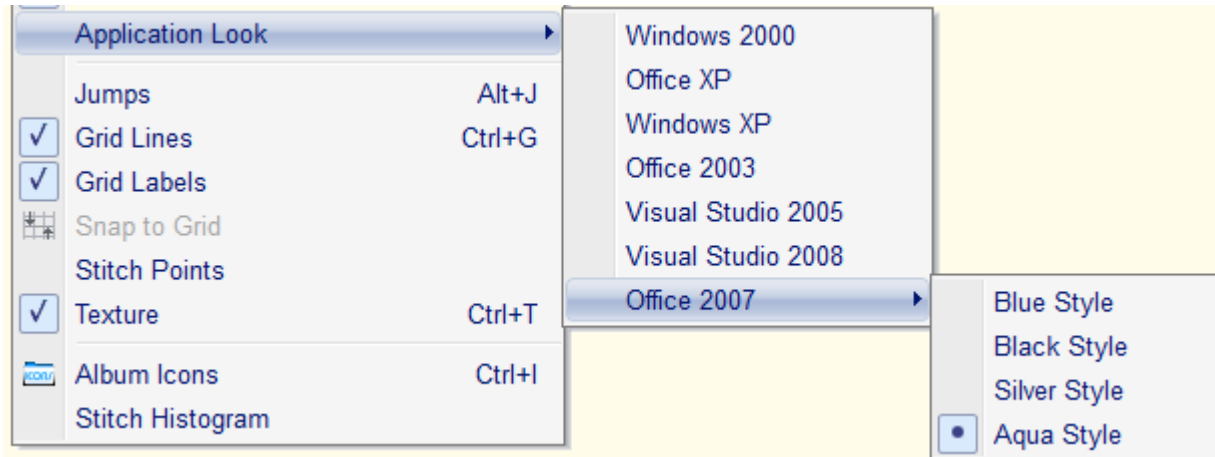 Application Look
Jumps Alt+J
Grid Lines Ctrl+G
Grid Labels
Snap to Grid
Stitch Points
Texture Ctrl+T
Album Icons Ctrl+I
Stitch Histogram
Windows 2000
Office XP
Windows XP
Office 2003
Visual Studio 2005
Visual Studio 2008
Office 2007
Blue Style
Black Style
Silver Style
Aqua Style